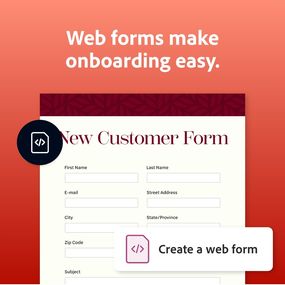 Web forms make
onboarding easy.
New Customer Form
First Name Last Name
E-mail Street Address
City State/Province
Zip Code
Create a web form
Subject